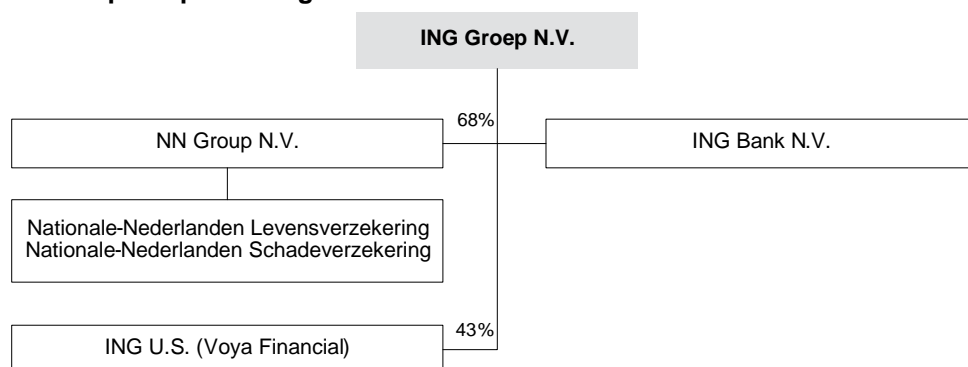 ING Groep N.V.
68%
NN Group N.V.
ING Bank N.V.
Nationale-Nederlanden Levensverzekering
Nationale-Nederlanden Schadeverzekering
43%
ING U.S. (Voya Financial)